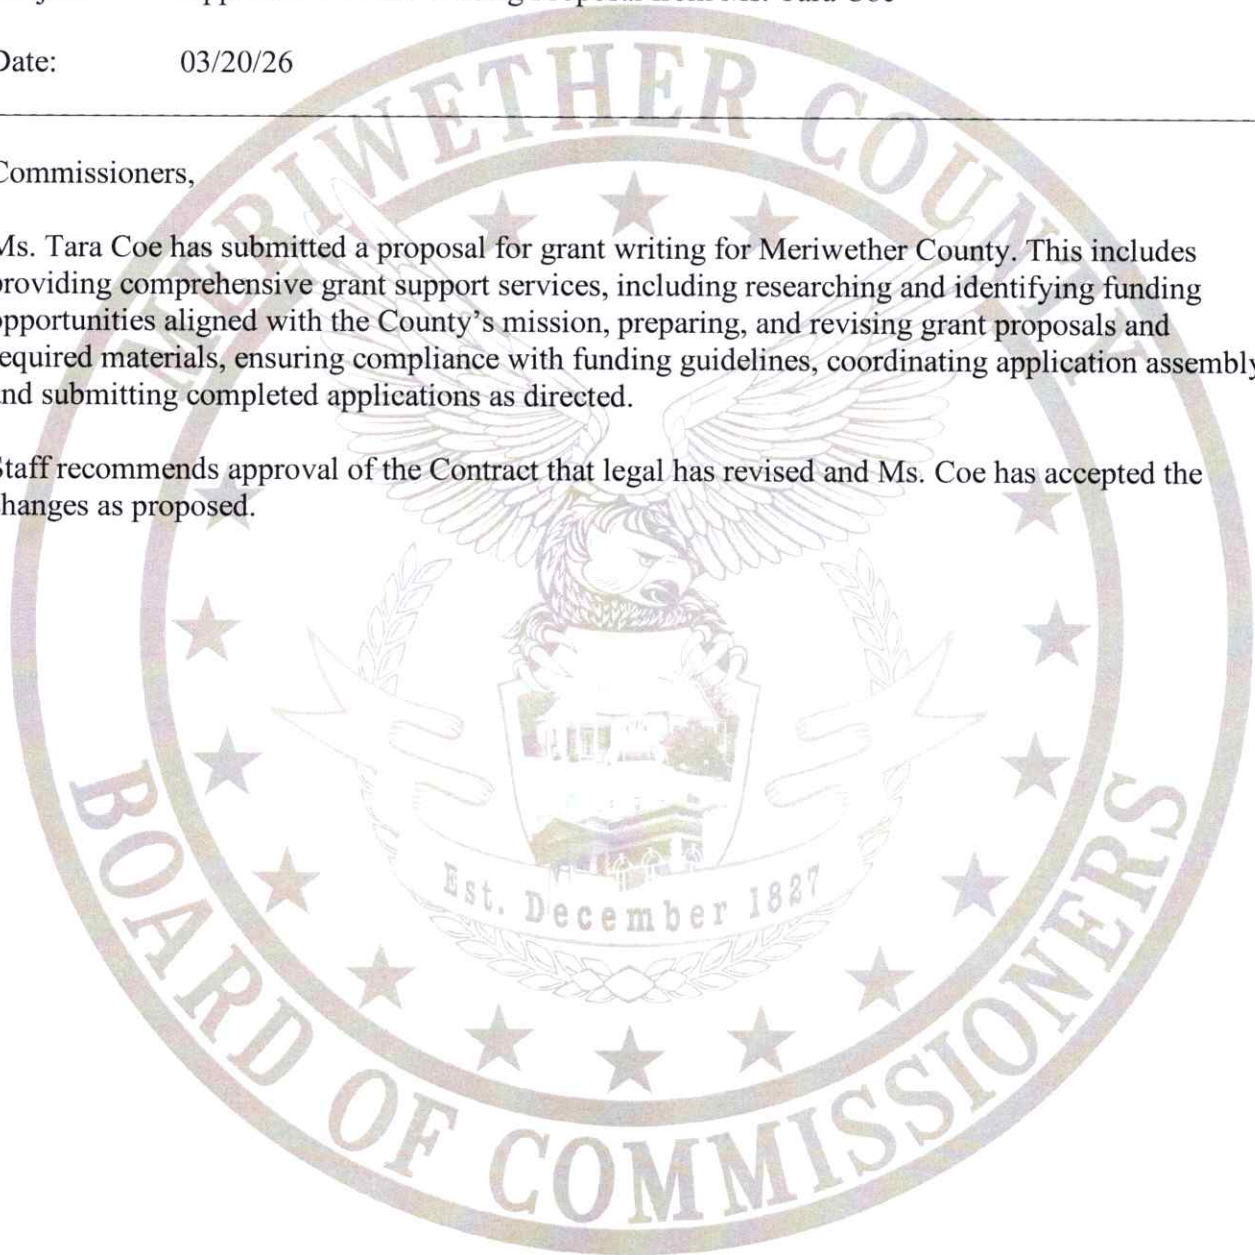 Date: 03/20/26
Commissioners,
Ms. Tara Coe has submitted a proposal for grant writing for Meriwether County. This includes
providing comprehensive grant support services, including researching and identifying funding
opportunities aligned with the County's mission, preparing, and revising grant proposals and
required materials, ensuring compliance with funding guidelines, coordinating application assembly
and submitting completed applications as directed.
Staff recommends approval of the Contract that legal has revised and Ms. Coe has accepted the
changes as proposed.
MERIWETHER COUNTY
Est. December 1827
BOARD OF COMMISSIONERS